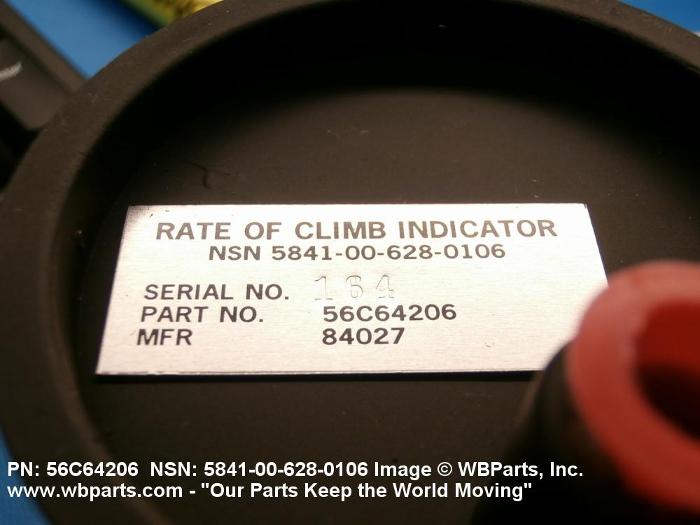 RATE OF CLIMB INDICATOR
NSN 5841-00-628-0106
SERIAL NO. 164
PART NO. 56C64206
MFR 84027
PN: 56C64206 NSN: 5841-00-628-0106 Image © WBParts, Inc.
www.wbparts.com - "Our Parts Keep the World Moving"